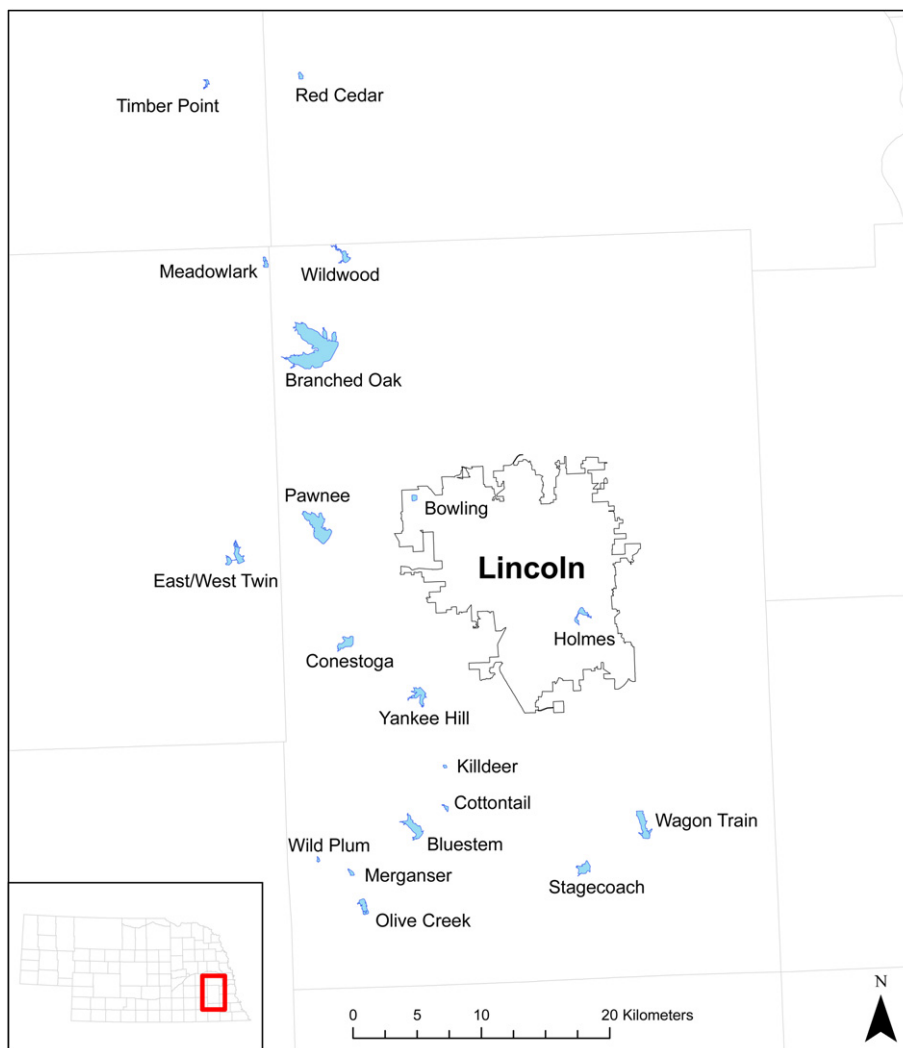 Timber Point
Red Cedar
Meadowlark
Wildwood
Branched Oak
Pawnee
Bowling
East/West Twin
Lincoln
Holmes
Conestoga
Yankee Hill
Killdeer
Cottontail
Wagon Train
Bluestem
Wild Plum
Merganser
Stagecoach
Olive Creek
N
0 5 10 20 Kilometers